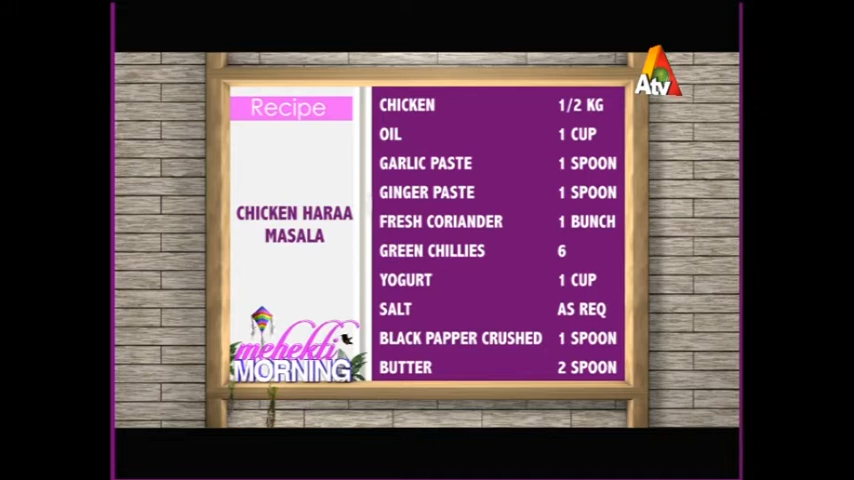 Atv
Recipe
CHICKEN HARAA
MASALA
CHICKEN 1/2 KG
OIL 1 CUP
GARLIC PASTE 1 SPOON
GINGER PASTE 1 SPOON
FRESH CORIANDER 1 BUNCH
GREEN CHILLIES 6
YOGURT 1 CUP
SALT AS REQ
BLACK PAPPER CRUSHED 1 SPOON
BUTTER 2 SPOON
mehekti
MORNING